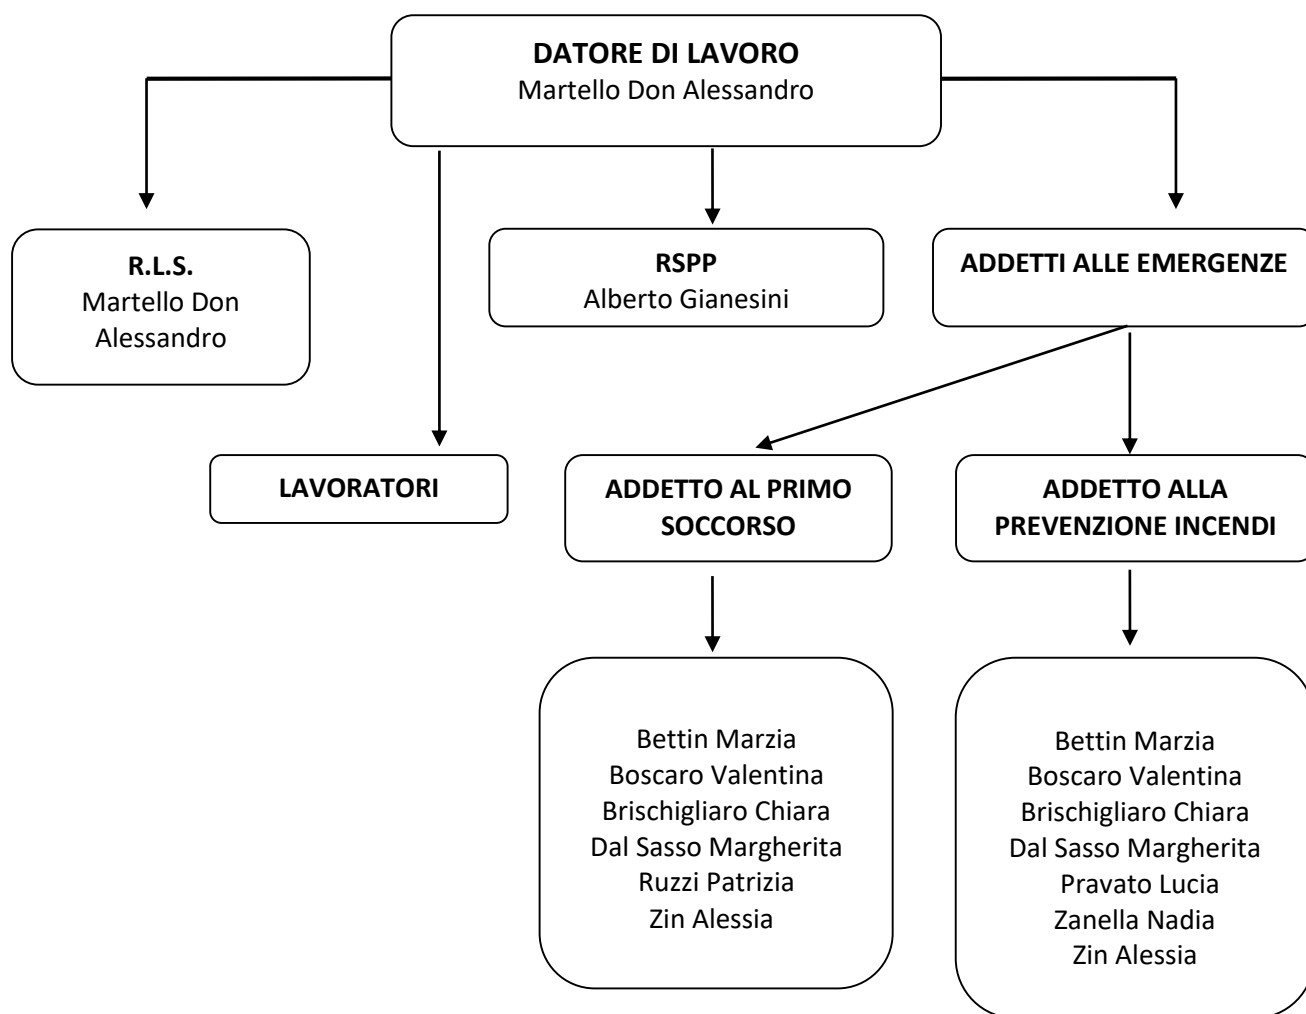 DATORE DI LAVORO
Martello Don Alessandro
R.L.S.
Martello Don
Alessandro
RSPP
Alberto Gianesini
ADDETTI ALLE EMERGENZE
LAVORATORI
ADDETTO AL PRIMO
SOCCORSO
ADDETTO ALLA
PREVENZIONE INCENDI
Bettin Marzia
Boscaro Valentina
Brischigliaro Chiara
Dal Sasso Margherita
Ruzzi Patrizia
Zin Alessia
Bettin Marzia
Boscaro Valentina
Brischigliaro Chiara
Dal Sasso Margherita
Pravato Lucia
Zanella Nadia
Zin Alessia